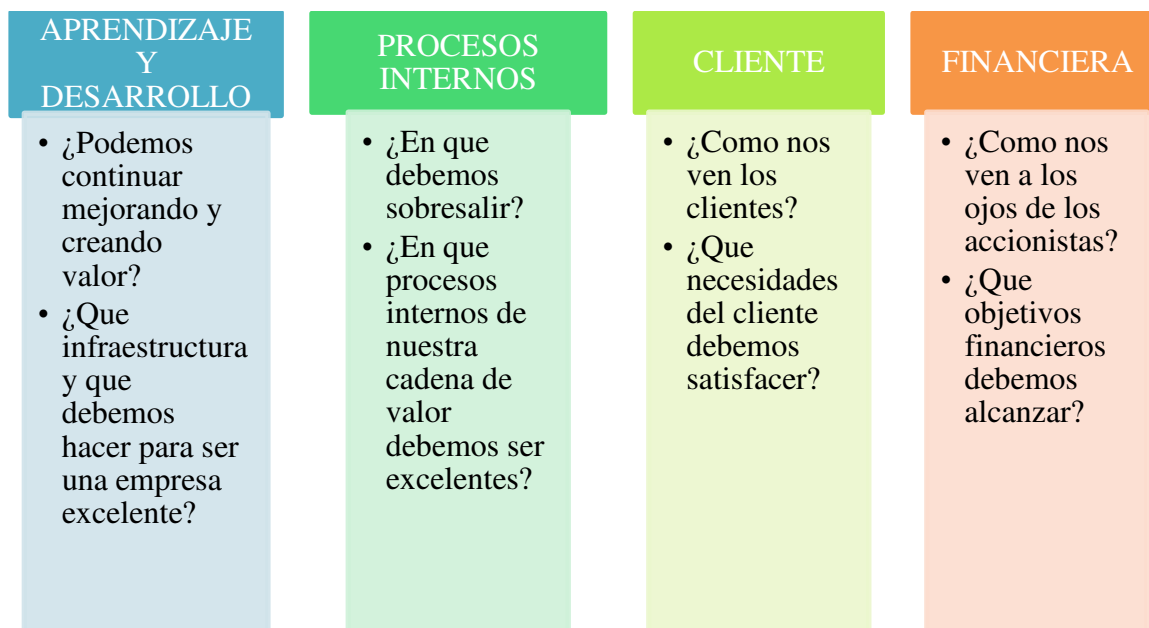 APRENDIZAJE
Y
DESARROLLO
• ¿Podemos
continuar
mejorando y
creando
valor?
• ¿Que
infraestructura
y que
debemos
hacer para ser
una empresa
excelente?
PROCESOS
INTERNOS
• ¿En que
debemos
sobresalir?
• ¿En que
procesos
internos de
nuestra
cadena de
valor
debemos ser
excelentes?
CLIENTE
• ¿Como nos
ven los
clientes?
• ¿Que
necesidades
del cliente
debemos
satisfacer?
FINANCIERA
• ¿Como nos
ven a los
ojos de los
accionistas?
• ¿Que
objetivos
financieros
debemos
alcanzar?